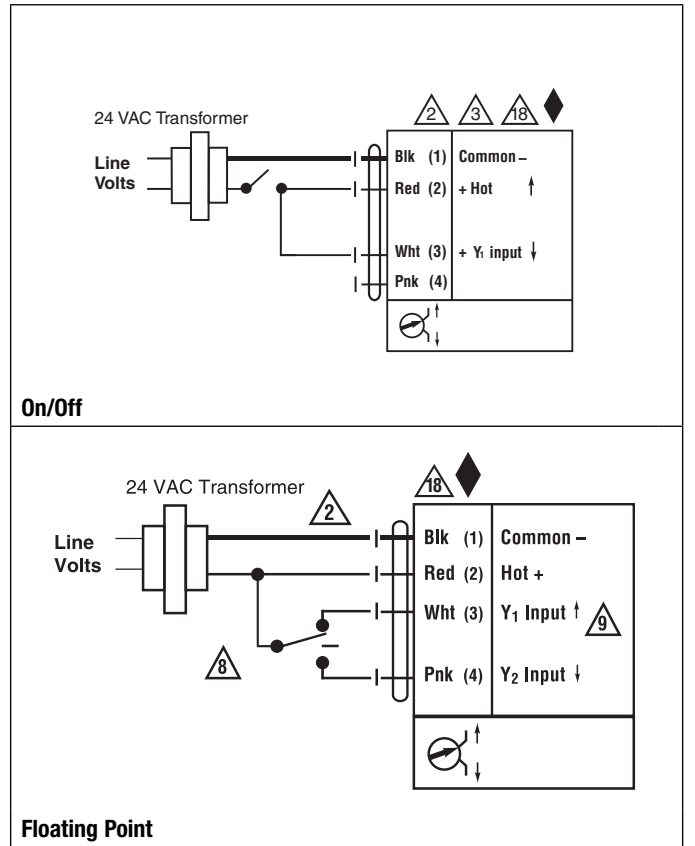 2 3 18
24 VAC Transformer
Line
Volts
Blk (1) Common –
Red (2) + Hot ↑
Wht (3) + Y₁ input ↓
Pnk (4)
On/Off
18
24 VAC Transformer
2
Line
Volts
Blk (1) Common –
Red (2) Hot +
Wht (3) Y₁ Input ↑ 9
8
Pnk (4) Y₂ Input ↓
Floating Point